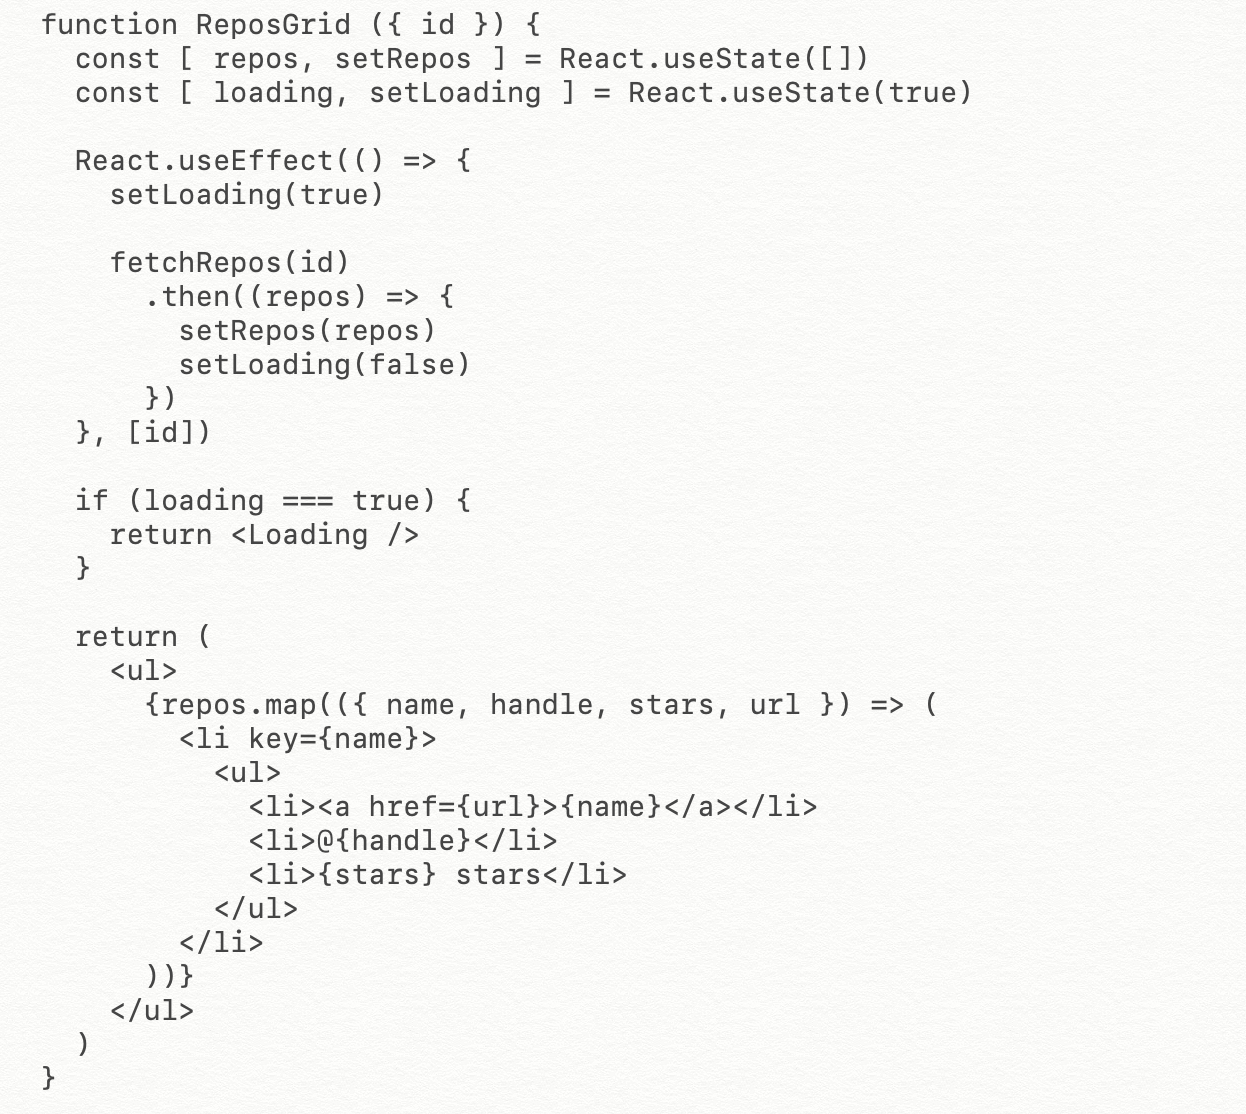 function ReposGrid ({ id }) {
  const [ repos, setRepos ] = React.useState([])
  const [ loading, setLoading ] = React.useState(true)

  React.useEffect(() => {
    setLoading(true)

    fetchRepos(id)
      .then((repos) => {
        setRepos(repos)
        setLoading(false)
      })
  }, [id])

  if (loading === true) {
    return <Loading />
  }

  return (
    <ul>
      {repos.map(({ name, handle, stars, url }) => (
        <li key={name}>
          <ul>
            <li><a href={url}>{name}</a></li>
            <li>@{handle}</li>
            <li>{stars} stars</li>
          </ul>
        </li>
      ))}
    </ul>
  )
}